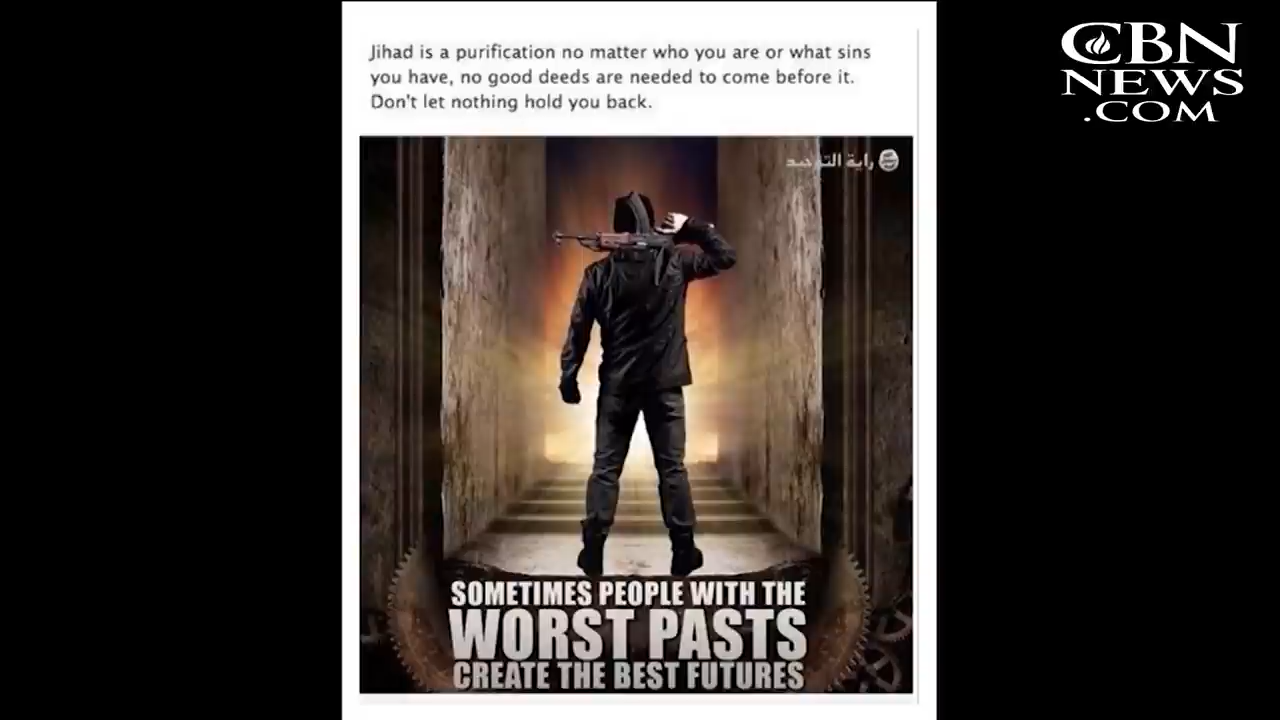 Jihad is a purification no matter who you are or what sins
you have, no good deeds are needed to come before it.
Don't let nothing hold you back.
CBN
NEWS
.COM
راية التوحيد
SOMETIMES PEOPLE WITH THE
WORST PASTS
CREATE THE BEST FUTURES